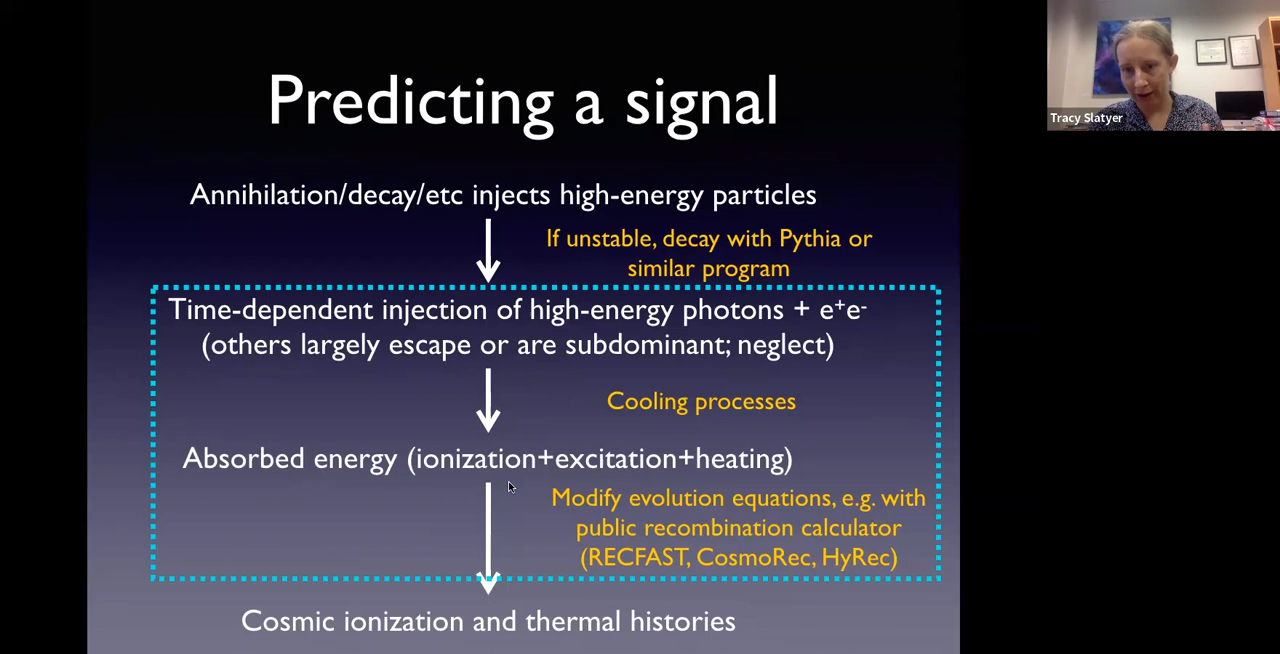 Predicting a signal
Tracy Slatyer
Annihilation/decay/etc injects high-energy particles
If unstable, decay with Pythia or
similar program
Time-dependent injection of high-energy photons + e⁺e⁻
(others largely escape or are subdominant; neglect)
Cooling processes
Absorbed energy (ionization+excitation+heating)
Modify evolution equations, e.g. with
public recombination calculator
(RECFAST, CosmoRec, HyRec)
Cosmic ionization and thermal histories